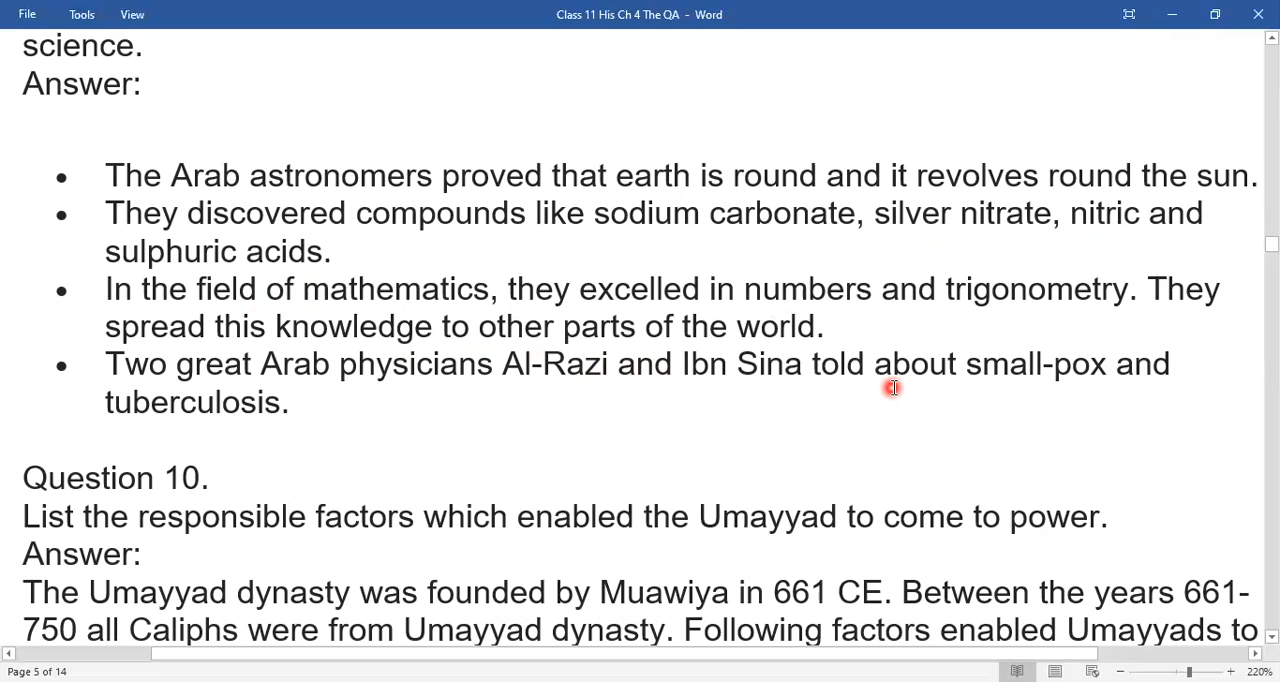 File Tools View Class 11 His Ch 4 The QA - Word
science.
Answer:
• The Arab astronomers proved that earth is round and it revolves round the sun.
• They discovered compounds like sodium carbonate, silver nitrate, nitric and
sulphuric acids.
• In the field of mathematics, they excelled in numbers and trigonometry. They
spread this knowledge to other parts of the world.
• Two great Arab physicians Al-Razi and Ibn Sina told about small-pox and
tuberculosis.
Question 10.
List the responsible factors which enabled the Umayyad to come to power.
Answer:
The Umayyad dynasty was founded by Muawiya in 661 CE. Between the years 661-
750 all Caliphs were from Umayyad dynasty. Following factors enabled Umayyads to
Page 5 of 14 220%